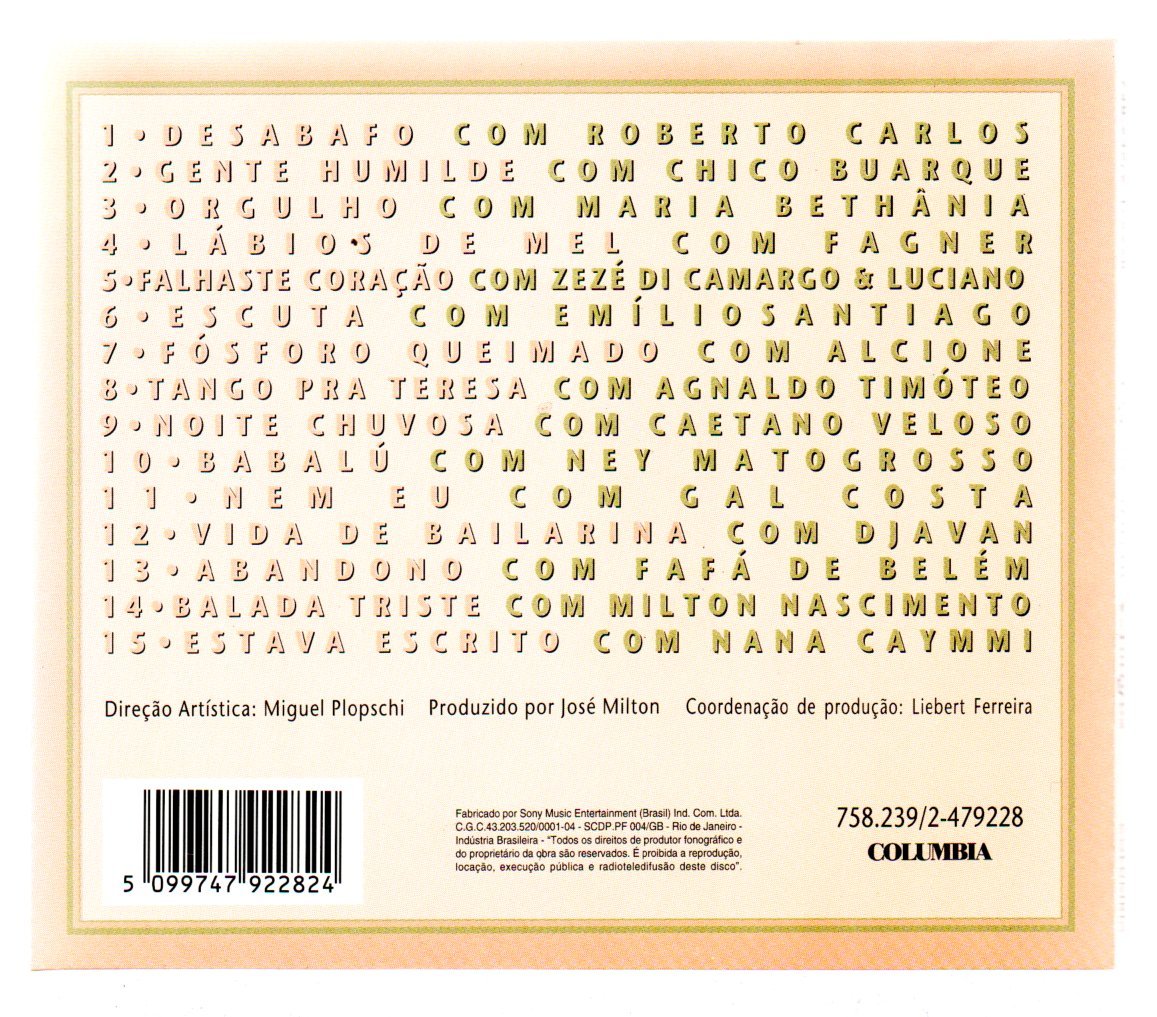 1•DESABAFO COM ROBERTO CARLOS
2•GENTE HUMILDE COM CHICO BUARQUE
3•ORGULHO COM MARIA BETHÂNIA
4•LÁBIOS DE MEL COM FAGNER
5•FALHASTE CORAÇÃO COM ZEZÉ DI CAMARGO & LUCIANO
6•ESCUTA COM EMÍLIOSANTIAGO
7•FÓSFORO QUEIMADO COM ALCIONE
8•TANGO PRA TERESA COM AGNALDO TIMÓTEO
9•NOITE CHUVOSA COM CAETANO VELOSO
10•BABALÚ COM NEY MATOGROSSO
11•NEM EU COM GAL COSTA
12•VIDA DE BAILARINA COM DJAVAN
13•ABANDONO COM FAFÁ DE BELÉM
14•BALADA TRISTE COM MILTON NASCIMENTO
15•ESTAVA ESCRITO COM NANA CAYMMI
Direção Artística: Miguel Plopschi Produzido por José Milton Coordenação de produção: Liebert Ferreira
Fabricado por Sony Music Entertainment (Brasil) Ind. Com. Ltda.
C.G.C.43.203.520/0001-04 - SCDP.PF 004/GB - Rio de Janeiro -
Indústria Brasileira - "Todos os direitos de produtor fonográfico e
do proprietário da obra são reservados. É proibida a reprodução,
locação, execução pública e radioteledifusão deste disco".
758.239/2-479228
COLUMBIA
5 099747 922824